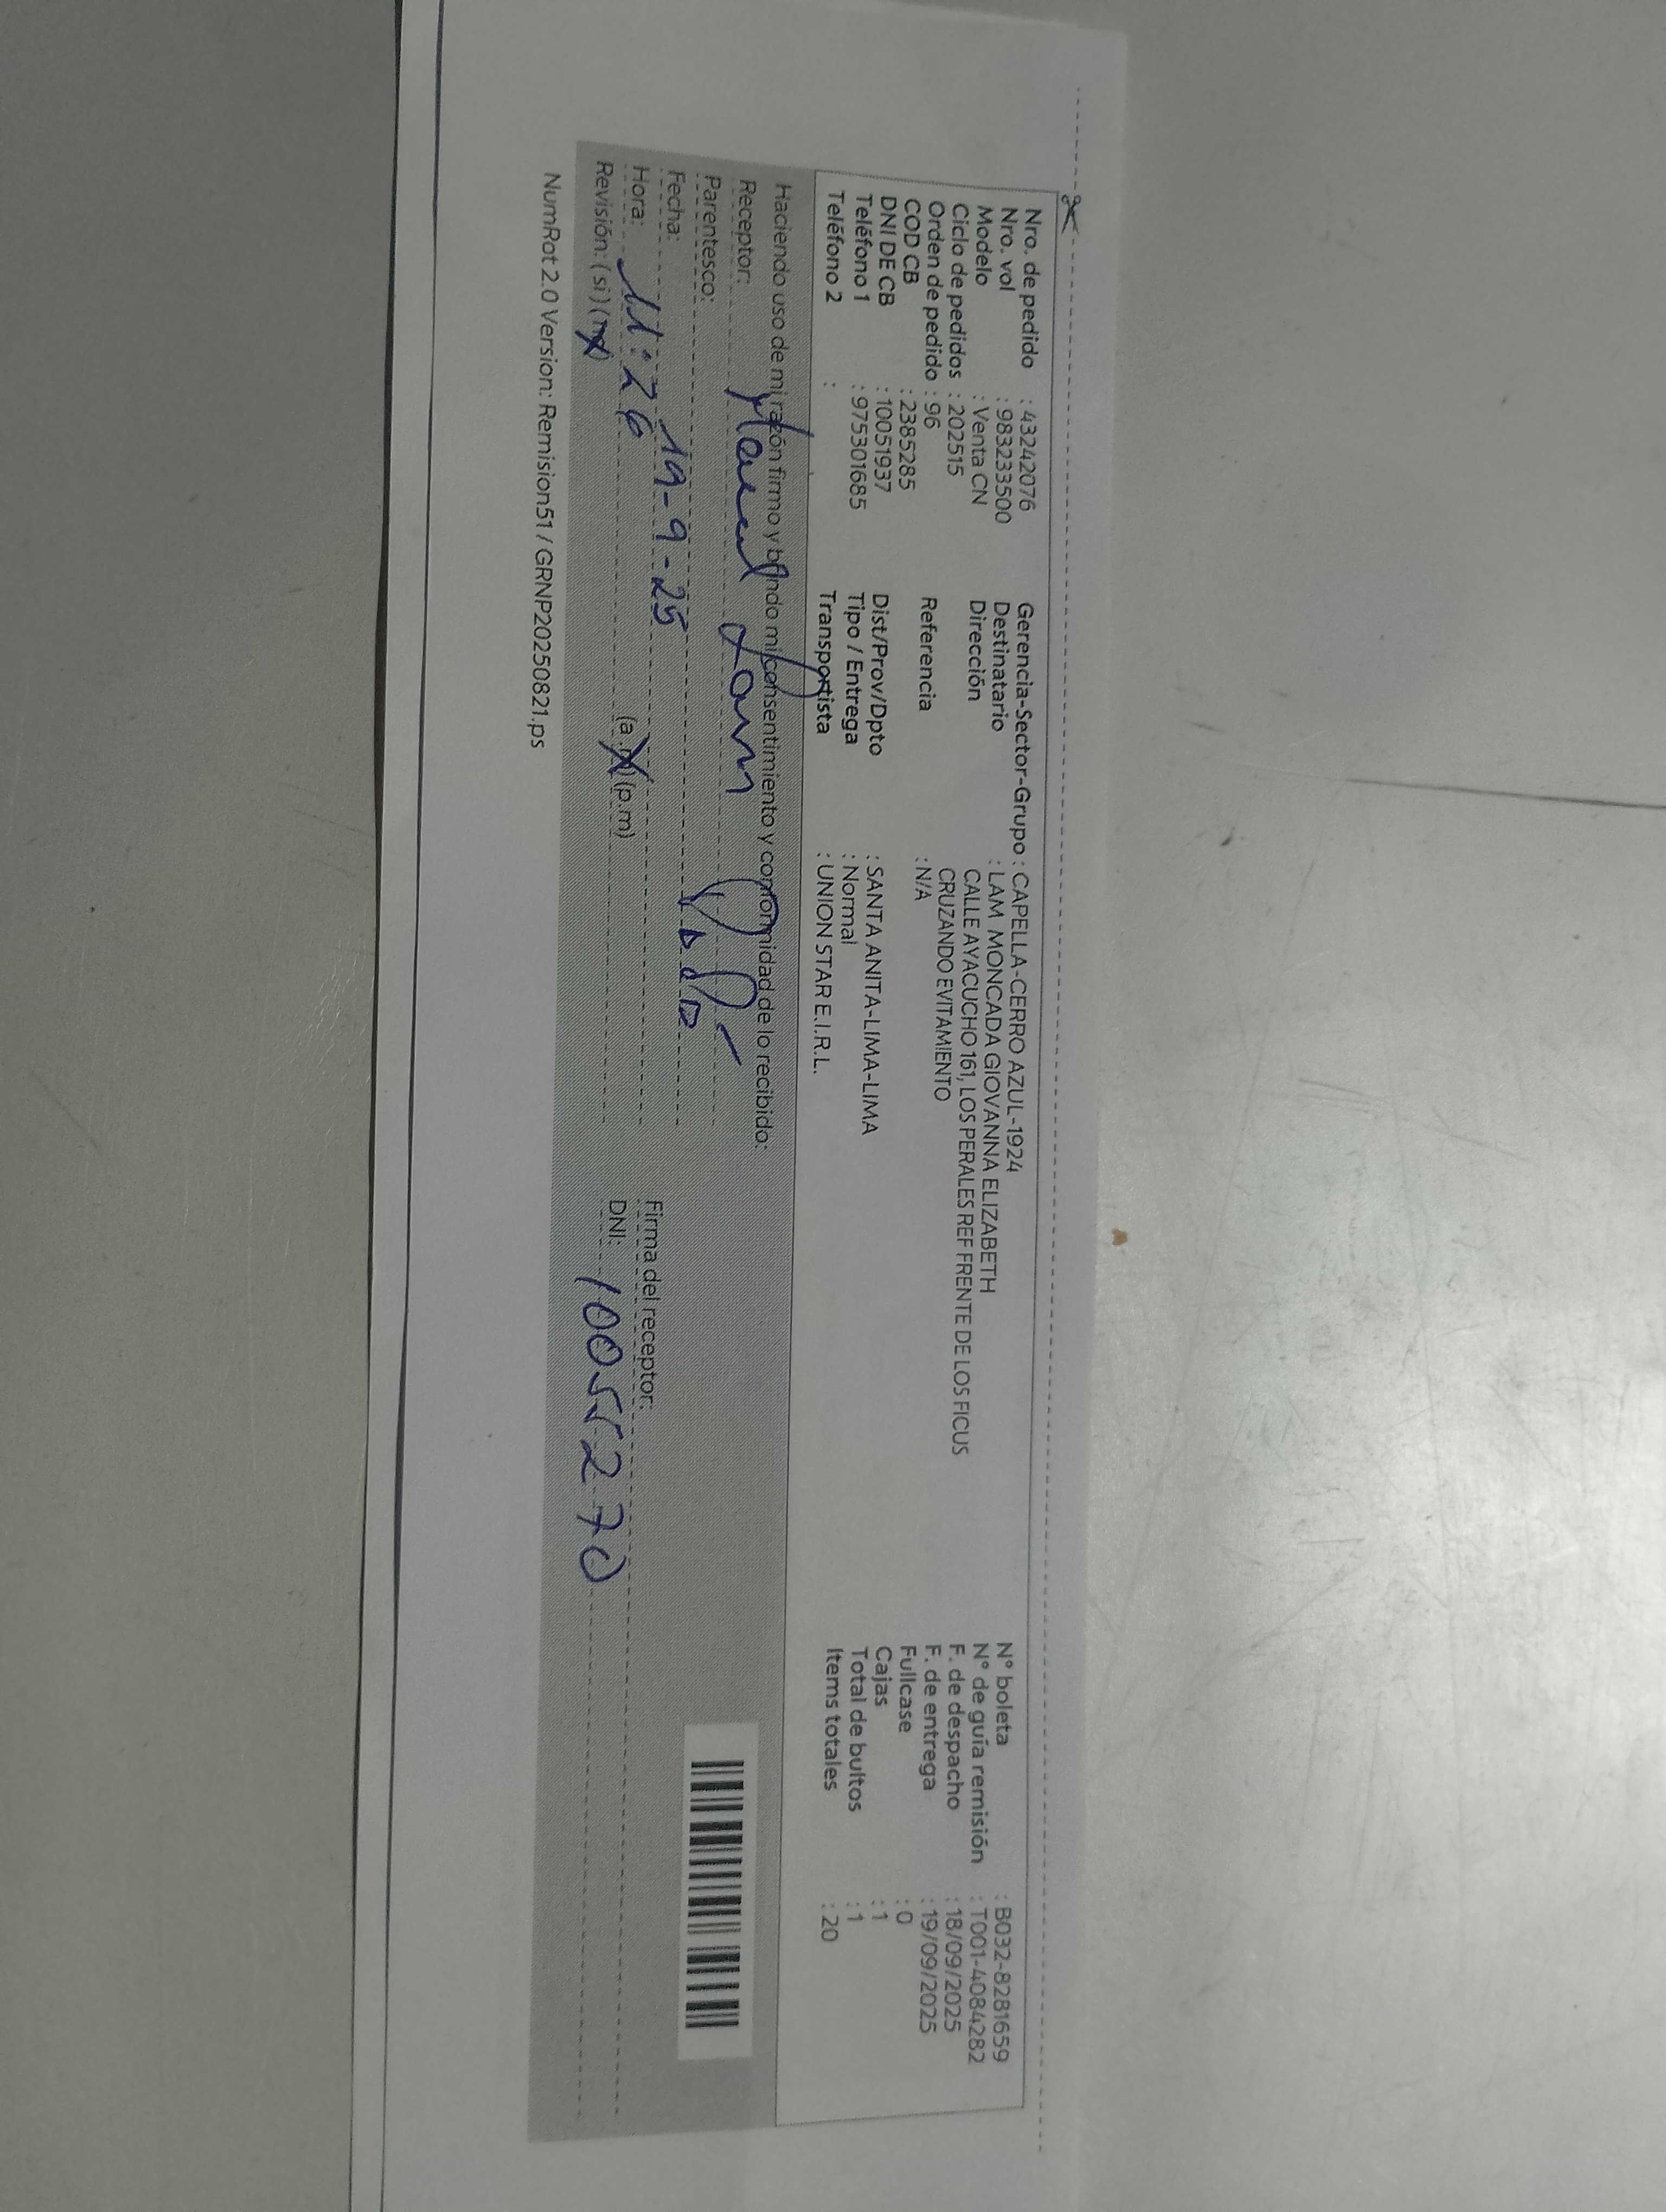 Nro. de pedido : 43242076
Nro. vol : 983233500
Modelo : Venta CN
Ciclo de pedidos : 202515
Orden de pedido : 96
COD CB : 2385285
DNI DE CB : 10051937
Teléfono 1 : 975301685
Teléfono 2 :
Gerencia-Sector-Grupo : CAPELLA-CERRO AZUL-1924
Destinatario : LAM MONCADA GIOVANNA ELIZABETH
Dirección CALLE AYACUCHO 161, LOS PERALES REF FRENTE DE LOS FICUS
CRUZANDO EVITAMIENTO
Referencia : N/A
Dist/Prov/Dpto : SANTA ANITA-LIMA-LIMA
Tipo / Entrega : Normal
Transportista : UNION STAR E.I.R.L.
N° boleta : B032-8281659
N° de guía remisión : T001-4084282
F. de despacho : 18/09/2025
F. de entrega : 19/09/2025
Fullcase : 0
Cajas : 1
Total de bultos : 1
Items totales : 20
Haciendo uso de mi razón firmo y brindo mi consentimiento y conformidad de lo recibido:
Receptor: Lam
Parentesco:
Fecha: 19-9-25
Hora: 11:26 (a.m) (p.m)
Revisión: (si) (no)
Firma del receptor:
DNI: 10055270
NumRot 2.0 Version: Remision51 / GRNP20250821.ps